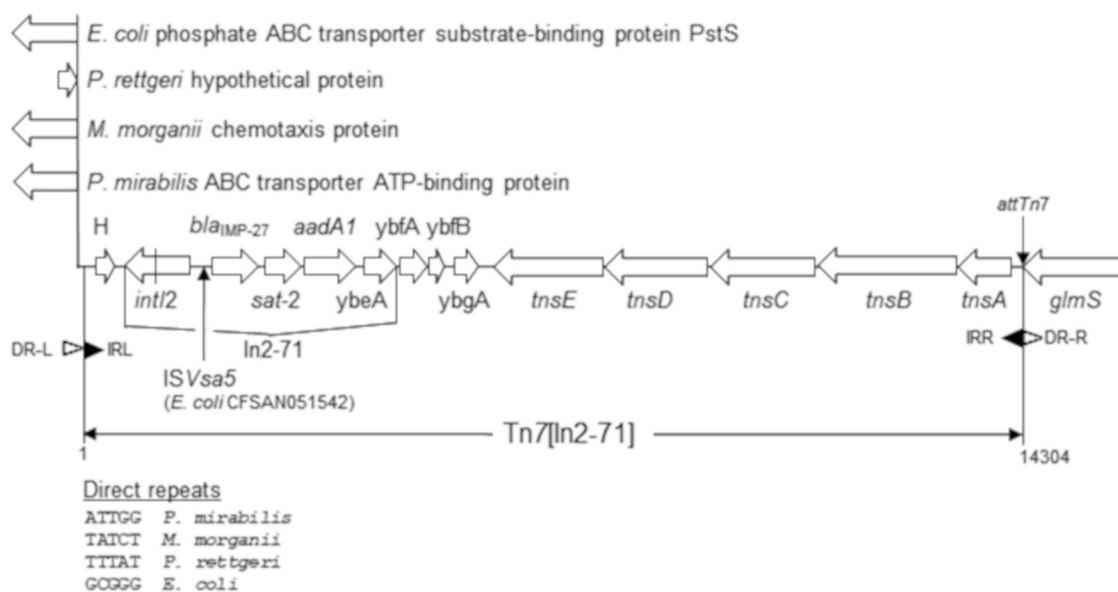 E. coli phosphate ABC transporter substrate-binding protein PstS
P. rettgeri hypothetical protein
M. morganii chemotaxis protein
P. mirabilis ABC transporter ATP-binding protein
attTn7
H blaIMP-27 aadA1 ybfA ybfB
intI2 sat-2 ybeA ybgA tnsE tnsD tnsC tnsB tnsA glmS
DR-L IRL In2-71 IRR DR-R
ISVsa5
(E. coli CFSAN051542)
Tn7[In2-71]
1 14304
Direct repeats
ATTGG P. mirabilis
TATCT M. morganii
TTTAT P. rettgeri
GCGGG E. coli